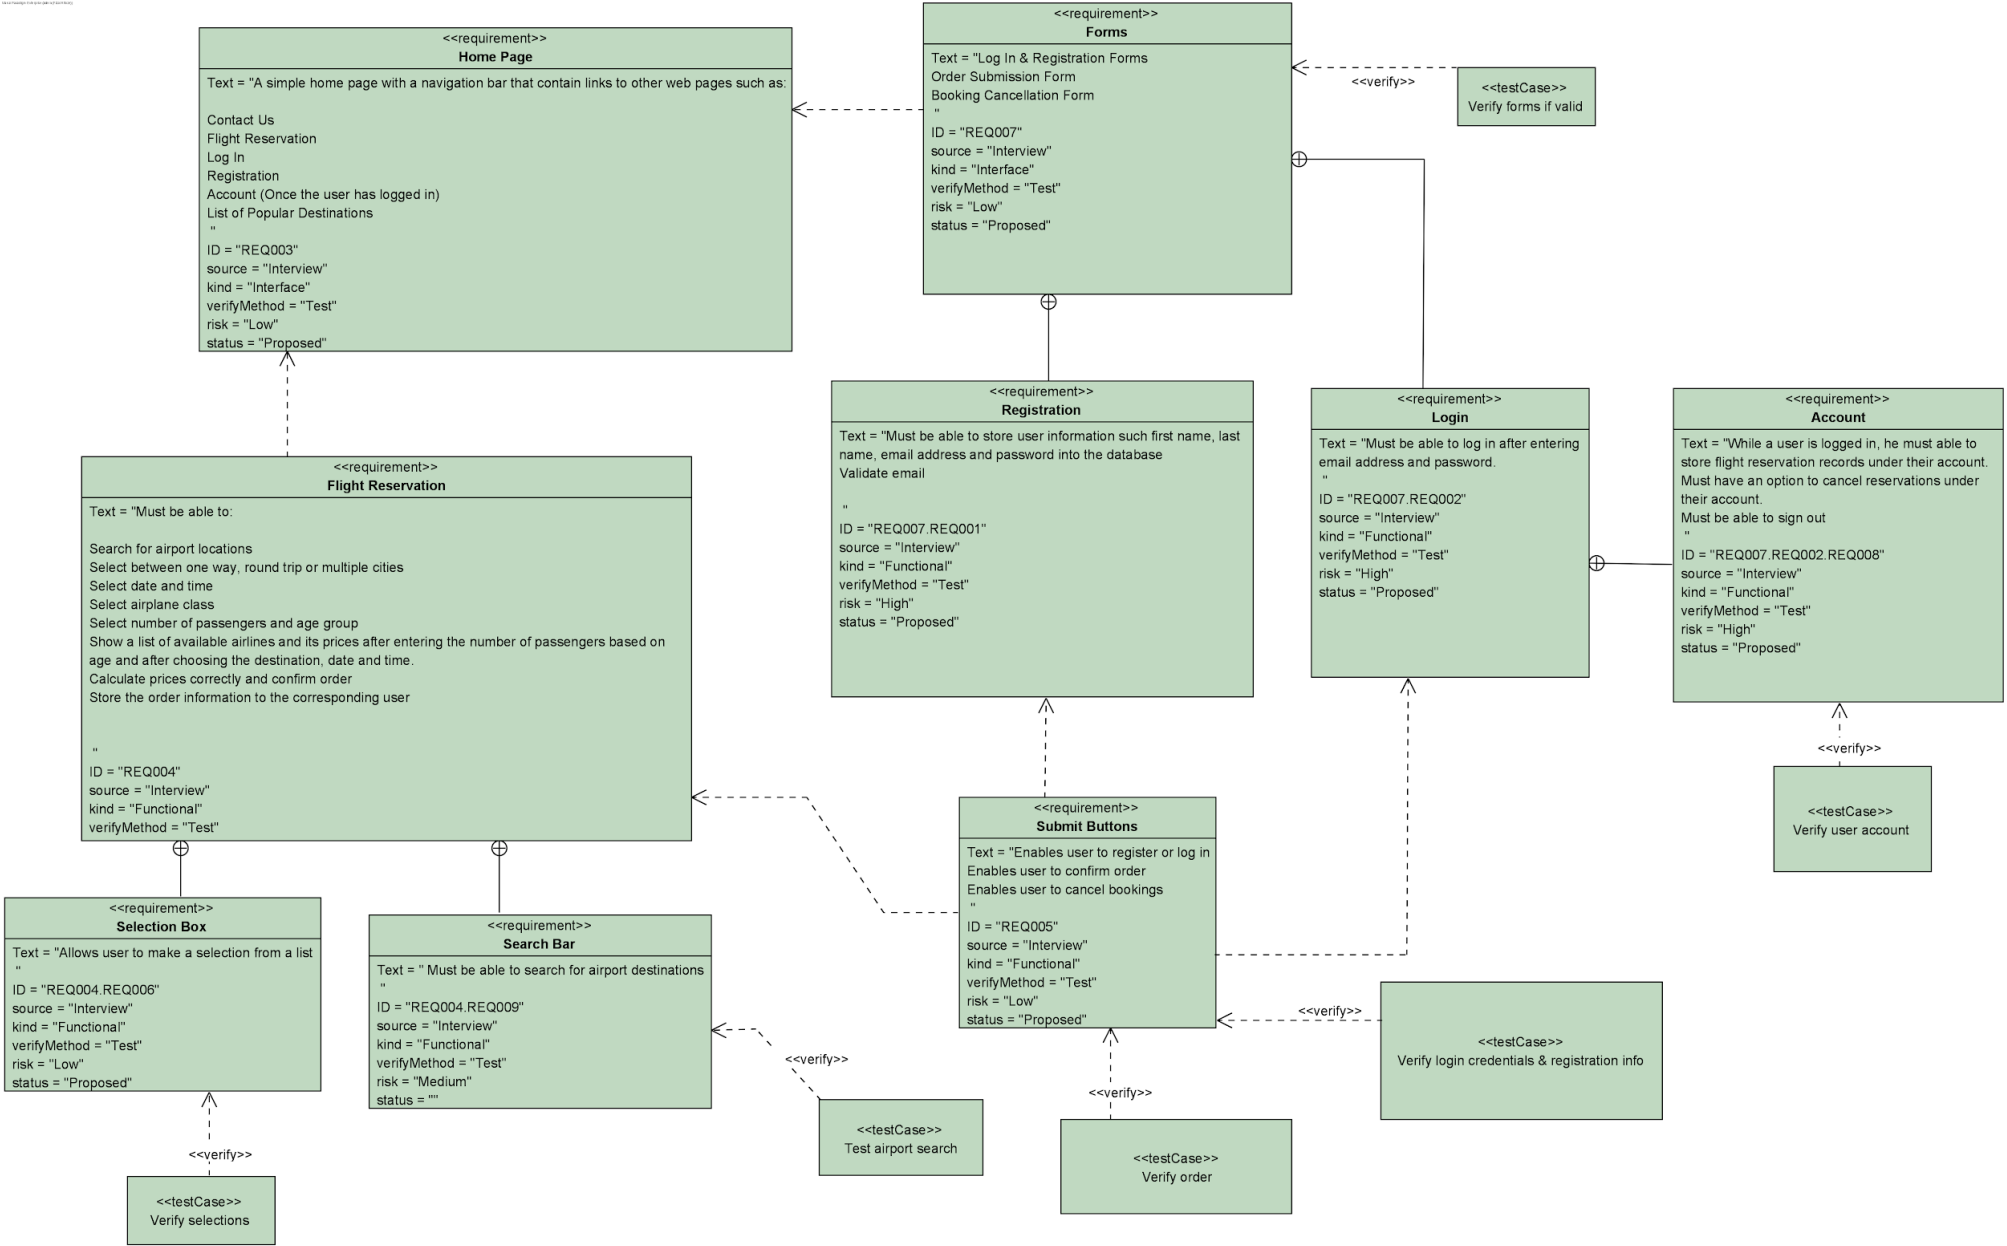 <<requirement>>
Home Page
Text = "A simple home page with a navigation bar that contain links to other web pages such as:
Contact Us
Flight Reservation
Log In
Registration
Account (Once the user has logged in)
List of Popular Destinations
"
ID = "REQ003"
source = "Interview"
kind = "Interface"
verifyMethod = "Test"
risk = "Low"
status = "Proposed"
<<requirement>>
Forms
Text = "Log In & Registration Forms
Order Submission Form
Booking Cancellation Form
"
ID = "REQ007"
source = "Interview"
kind = "Interface"
verifyMethod = "Test"
risk = "Low"
status = "Proposed"
<<verify>>
<<testCase>>
Verify forms if valid
<<requirement>>
Flight Reservation
Text = "Must be able to:
Search for airport locations
Select between one way, round trip or multiple cities
Select date and time
Select airplane class
Select number of passengers and age group
Show a list of available airlines and its prices after entering the number of passengers based on
age and after choosing the destination, date and time.
Calculate prices correctly and confirm order
Store the order information to the corresponding user
"
ID = "REQ004"
source = "Interview"
kind = "Functional"
verifyMethod = "Test"
<<requirement>>
Registration
Text = "Must be able to store user information such first name, last
name, email address and password into the database
Validate email
"
ID = "REQ007.REQ001"
source = "Interview"
kind = "Functional"
verifyMethod = "Test"
risk = "High"
status = "Proposed"
<<requirement>>
Login
Text = "Must be able to log in after entering
email address and password.
"
ID = "REQ007.REQ002"
source = "Interview"
kind = "Functional"
verifyMethod = "Test"
risk = "High"
status = "Proposed"
<<requirement>>
Account
Text = "While a user is logged in, he must able to
store flight reservation records under their account.
Must have an option to cancel reservations under
their account.
Must be able to sign out
"
ID = "REQ007.REQ002.REQ008"
source = "Interview"
kind = "Functional"
verifyMethod = "Test"
risk = "High"
status = "Proposed"
<<verify>>
<<testCase>>
Verify user account
<<requirement>>
Submit Buttons
Text = "Enables user to register or log in
Enables user to confirm order
Enables user to cancel bookings
"
ID = "REQ005"
source = "Interview"
kind = "Functional"
verifyMethod = "Test"
risk = "Low"
status = "Proposed"
<<requirement>>
Selection Box
Text = "Allows user to make a selection from a list
"
ID = "REQ004.REQ006"
source = "Interview"
kind = "Functional"
verifyMethod = "Test"
risk = "Low"
status = "Proposed"
<<requirement>>
Search Bar
Text = " Must be able to search for airport destinations
"
ID = "REQ004.REQ009"
source = "Interview"
kind = "Functional"
verifyMethod = "Test"
risk = "Medium"
status = ""
<<verify>>
<<testCase>>
Verify selections
<<verify>>
<<testCase>>
Test airport search
<<verify>>
<<testCase>>
Verify order
<<verify>>
<<testCase>>
Verify login credentials & registration info